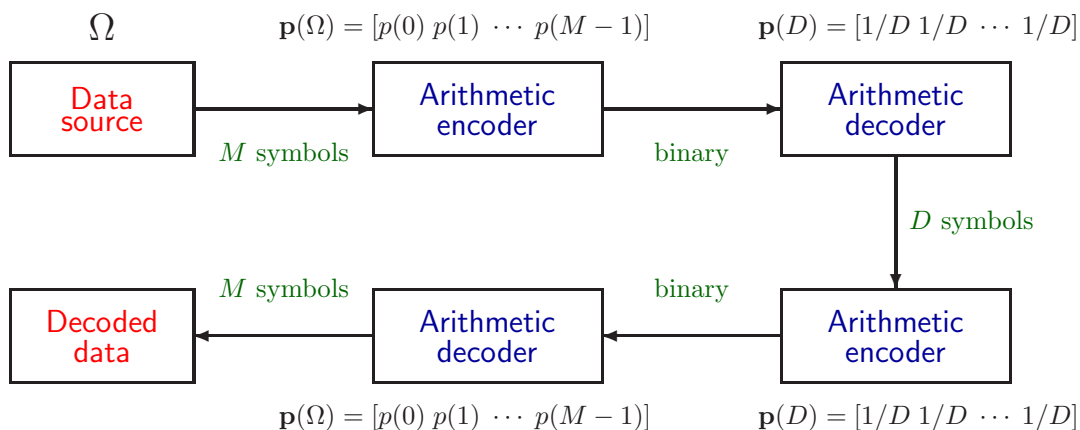 Ω
p(Ω) = [p(0) p(1) ⋯ p(M − 1)]
p(D) = [1/D 1/D ⋯ 1/D]
Data
source
M symbols
Arithmetic
encoder
binary
Arithmetic
decoder
D symbols
Decoded
data
M symbols
Arithmetic
decoder
binary
Arithmetic
encoder
p(Ω) = [p(0) p(1) ⋯ p(M − 1)]
p(D) = [1/D 1/D ⋯ 1/D]